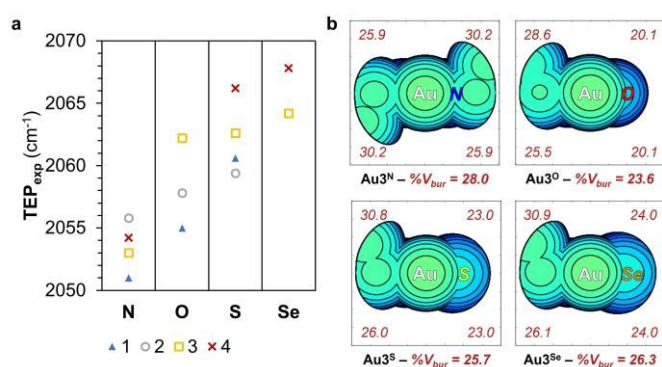 a
TEPexp (cm-1)
2070
2065
2060
2055
2050
N O S Se
1 2 3 4
b
25.9 30.2
Au N
30.2 25.9
Au3N – %Vbur = 28.0
28.6 20.1
Au O
25.5 20.1
Au3O – %Vbur = 23.6
30.8 23.0
Au S
26.0 23.0
Au3S – %Vbur = 25.7
30.9 24.0
Au Se
26.1 24.0
Au3Se – %Vbur = 26.3